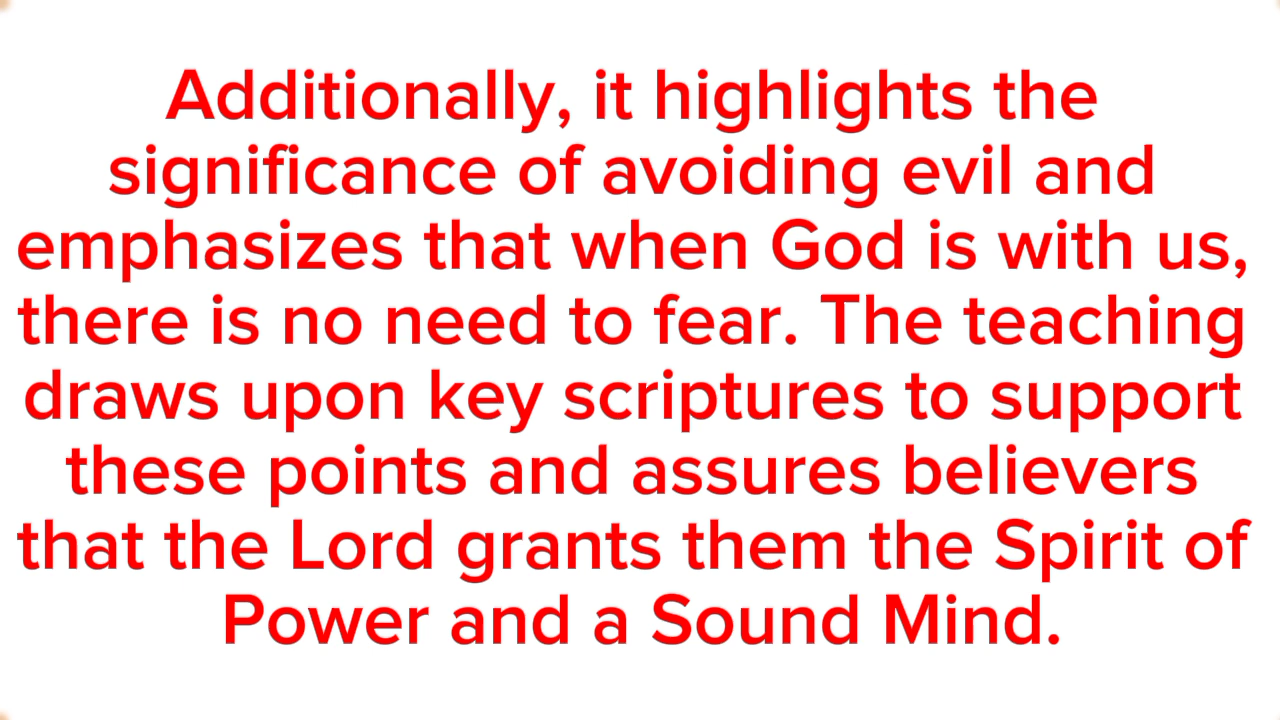 Additionally, it highlights the
significance of avoiding evil and
emphasizes that when God is with us,
there is no need to fear. The teaching
draws upon key scriptures to support
these points and assures believers
that the Lord grants them the Spirit of
Power and a Sound Mind.